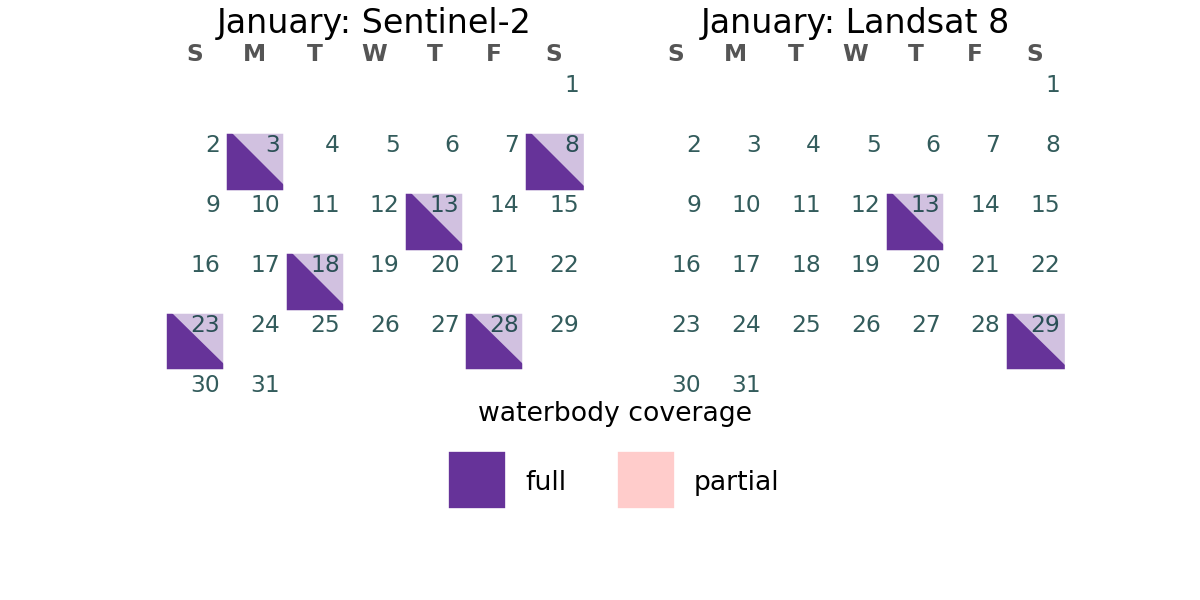 January: Sentinel-2
S M T W T F S
1
2 3 4 5 6 7 8
9 10 11 12 13 14 15
16 17 18 19 20 21 22
23 24 25 26 27 28 29
30 31
January: Landsat 8
S M T W T F S
1
2 3 4 5 6 7 8
9 10 11 12 13 14 15
16 17 18 19 20 21 22
23 24 25 26 27 28 29
30 31
waterbody coverage
full partial